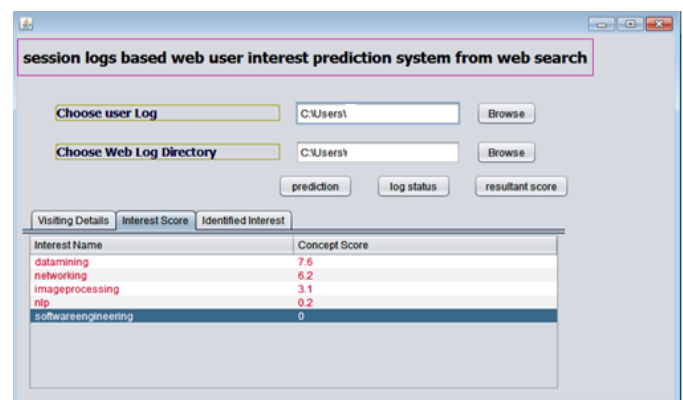 session logs based web user interest prediction system from web search
Choose user Log C:\Users\ Browse
Choose Web Log Directory C:\Users\ Browse
prediction log status resultant score
Visiting Details Interest Score Identified Interest
Interest Name Concept Score
datamining 7.6
networking 6.2
imageprocessing 3.1
nlp 0.2
softwareengineering 0